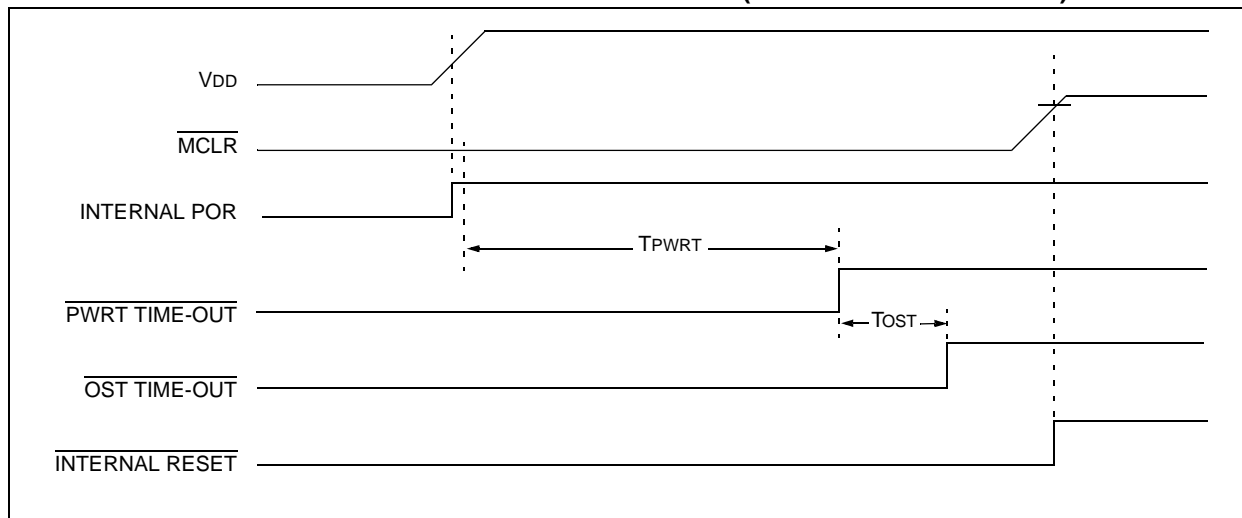 VDD
MCLR
INTERNAL POR
TPWRT
PWRT TIME-OUT
TOST
OST TIME-OUT
INTERNAL RESET